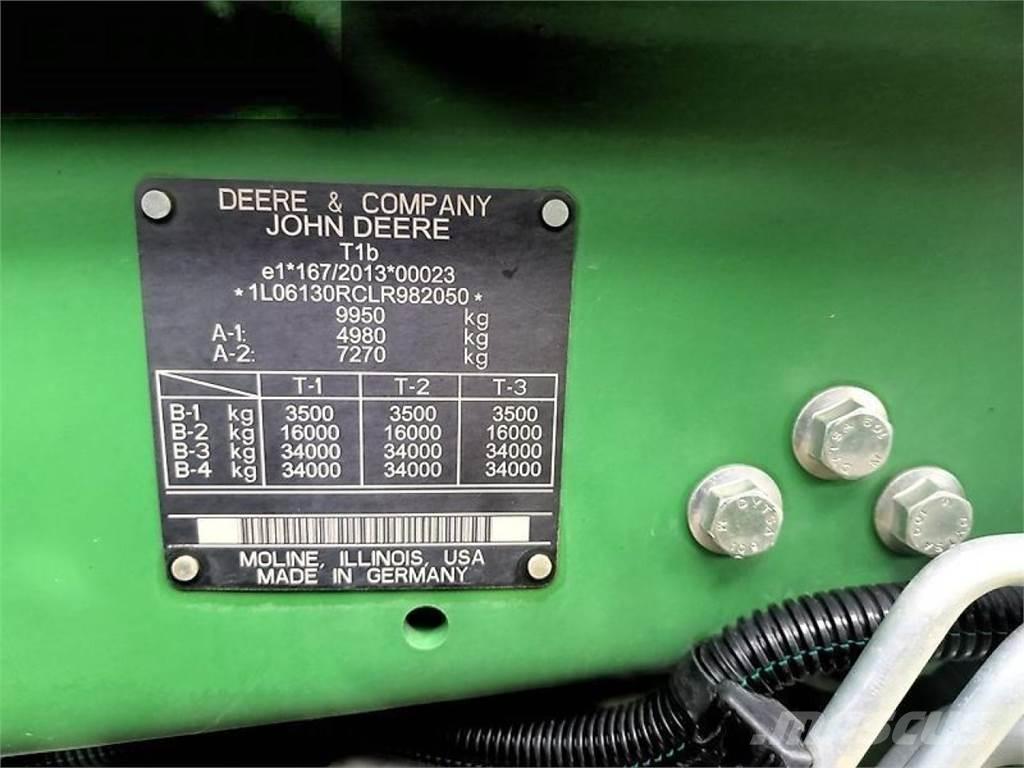 DEERE & COMPANY
JOHN DEERE
T1b
e1*167/2013*00023
*1L06130RCLR982050*
9950 kg
A-1: 4980 kg
A-2: 7270 kg
T-1 T-2 T-3
B-1 kg 3500 3500 3500
B-2 kg 16000 16000 16000
B-3 kg 34000 34000 34000
B-4 kg 34000 34000 34000
MOLINE, ILLINOIS, USA
MADE IN GERMANY
MASCUS